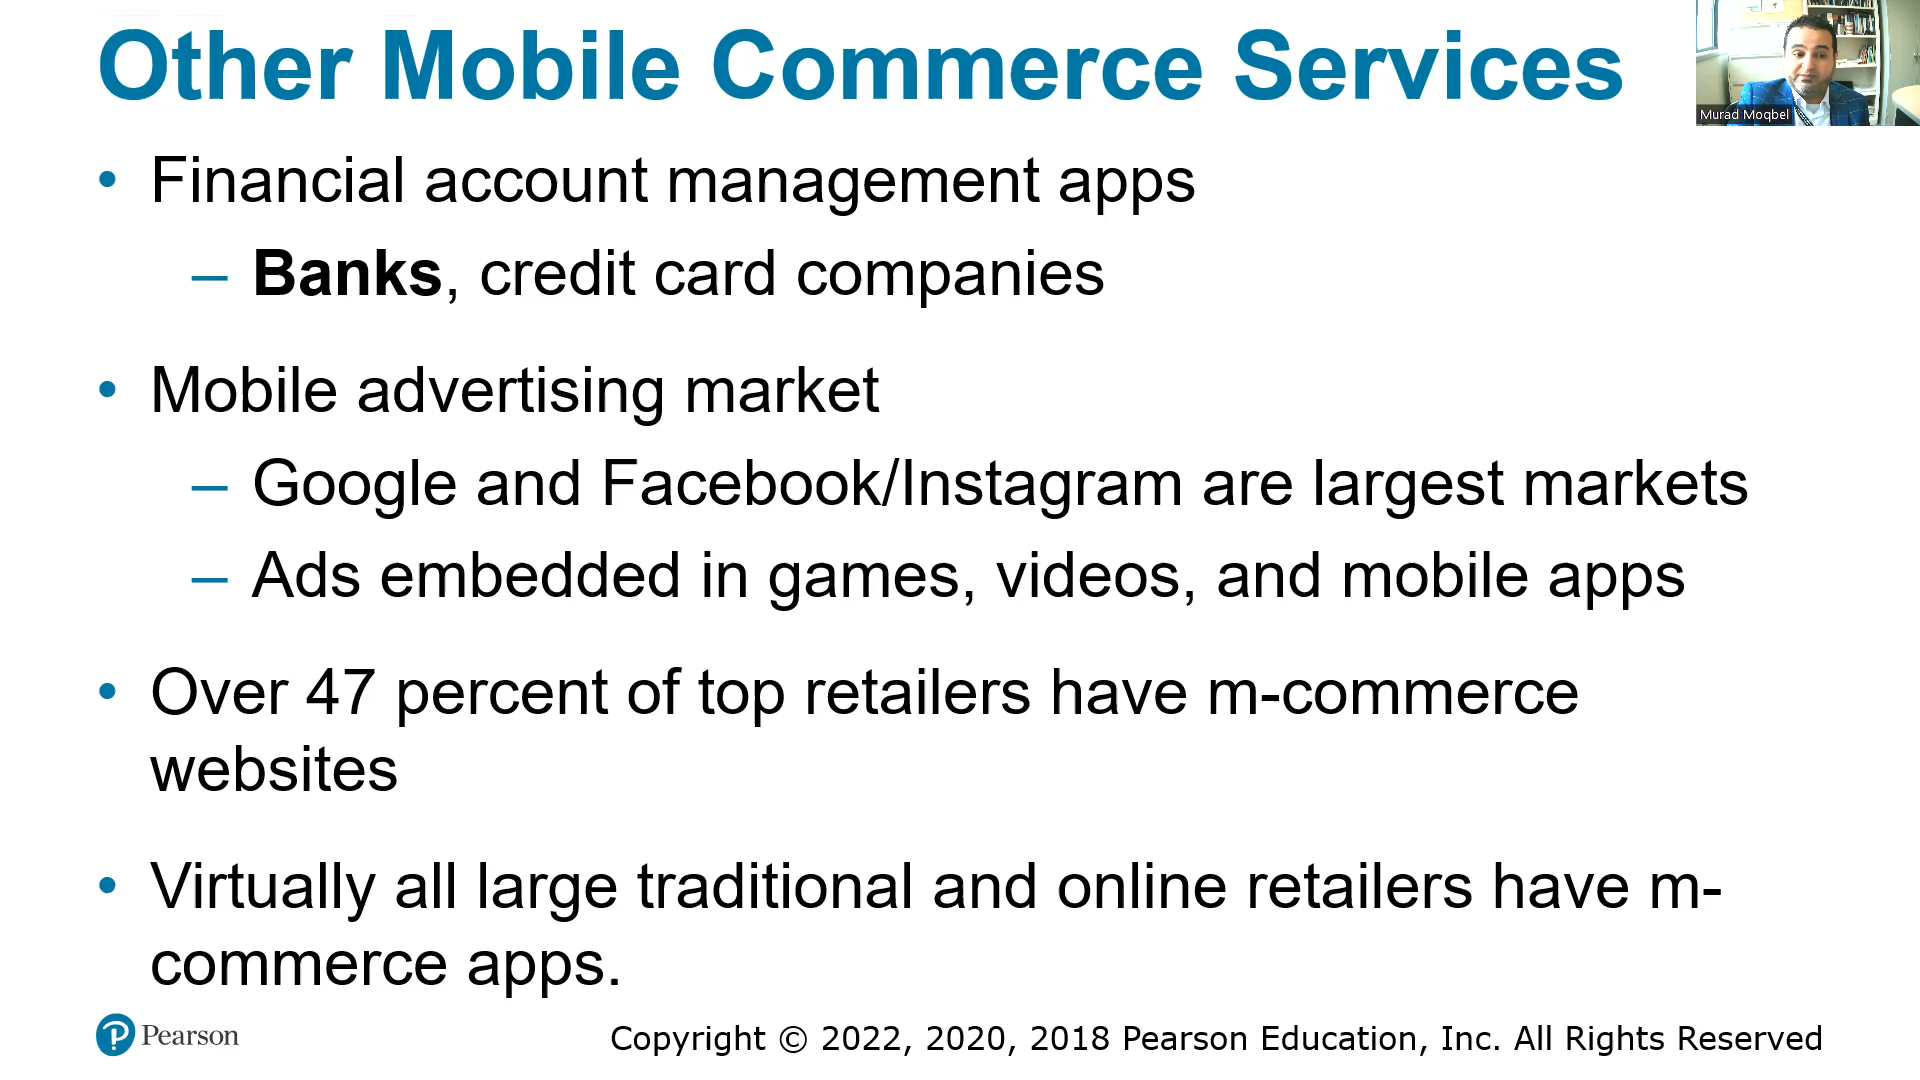 Other Mobile Commerce Services
Murad Moqbel
• Financial account management apps
– Banks, credit card companies
• Mobile advertising market
– Google and Facebook/Instagram are largest markets
– Ads embedded in games, videos, and mobile apps
• Over 47 percent of top retailers have m-commerce
websites
• Virtually all large traditional and online retailers have m-
commerce apps.
Pearson
Copyright © 2022, 2020, 2018 Pearson Education, Inc. All Rights Reserved